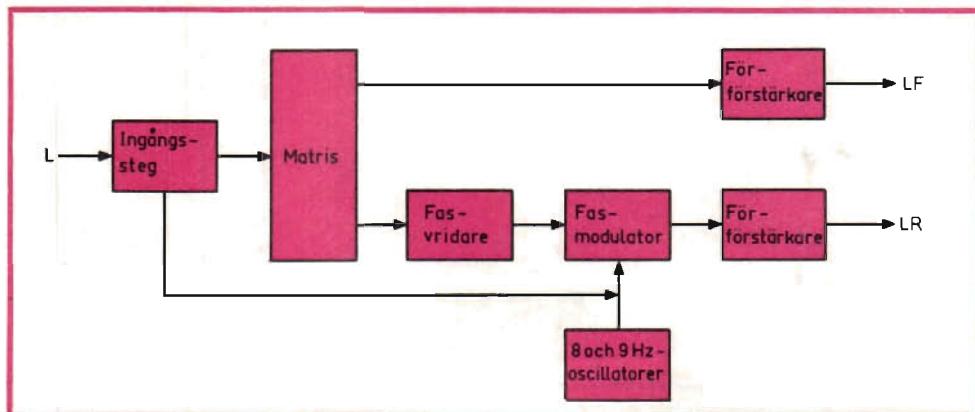 L
Ingångs-
steg
Matris
För-
förstärkare
LF
Fas-
vridare
Fas-
modulator
För-
förstärkare
LR
8 och 9 Hz-
oscillatorer